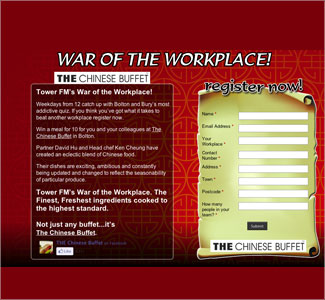 WAR OF THE WORKPLACE!
THE CHINESE BUFFET
Tower FM's War of the Workplace!
Weekdays from 12 catch up with Bolton and Bury's most
addictive quiz. If you think you've got what it takes to
beat another workplace register now.
Win a meal for 10 for you and your colleagues at The
Chinese Buffet in Bolton.
Partner David Ho and Head chef Ken Cheung have
created an eclectic blend of Chinese food.
Their dishes are exciting, ambitious and constantly
being updated and changed to reflect the seasonability
of particular produce.
Tower FM's War of the Workplace. The
Finest, Freshest ingredients cooked to
the highest standard.
Not just any buffet...it's
The Chinese Buffet.
THE Chinese Buffet on Facebook
Like
register now!
Name *
Email Address *
Your
Workplace *
Contact
Number *
Address *
Town *
Postcode *
How many
people in your
team? *
Submit
THE CHINESE BUFFET